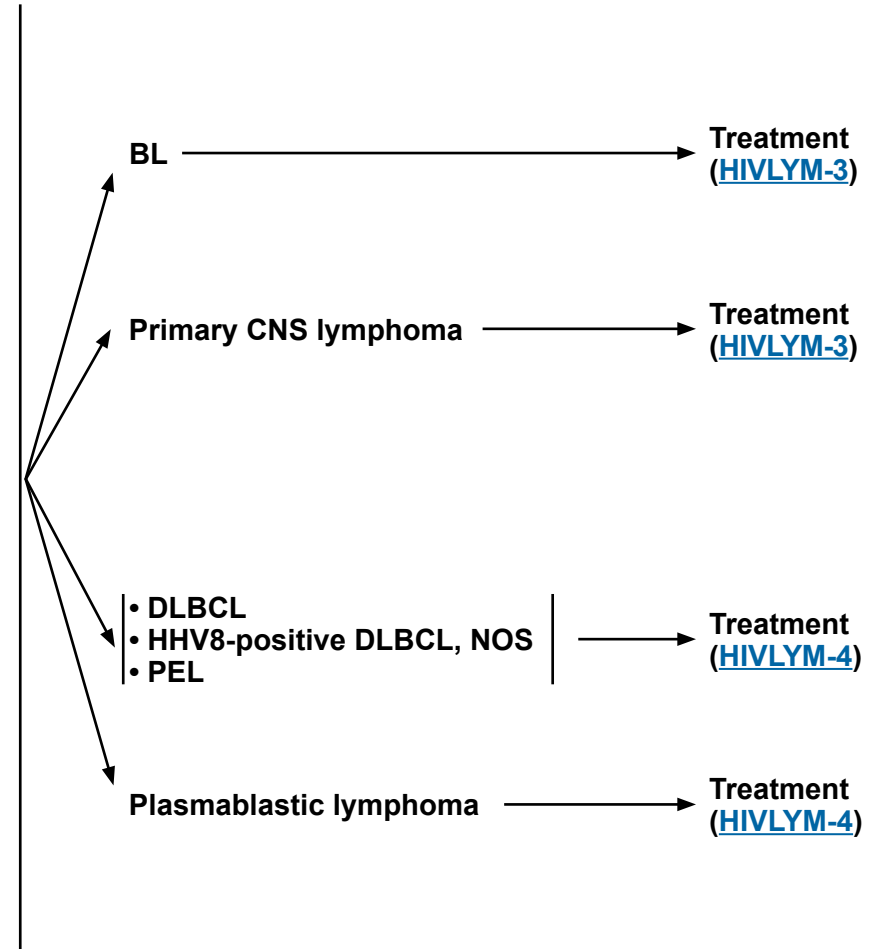 BL
Treatment
(HIVLYM-3)
Primary CNS lymphoma
Treatment
(HIVLYM-3)
• DLBCL
• HHV8-positive DLBCL, NOS
• PEL
Treatment
(HIVLYM-4)
Plasmablastic lymphoma
Treatment
(HIVLYM-4)